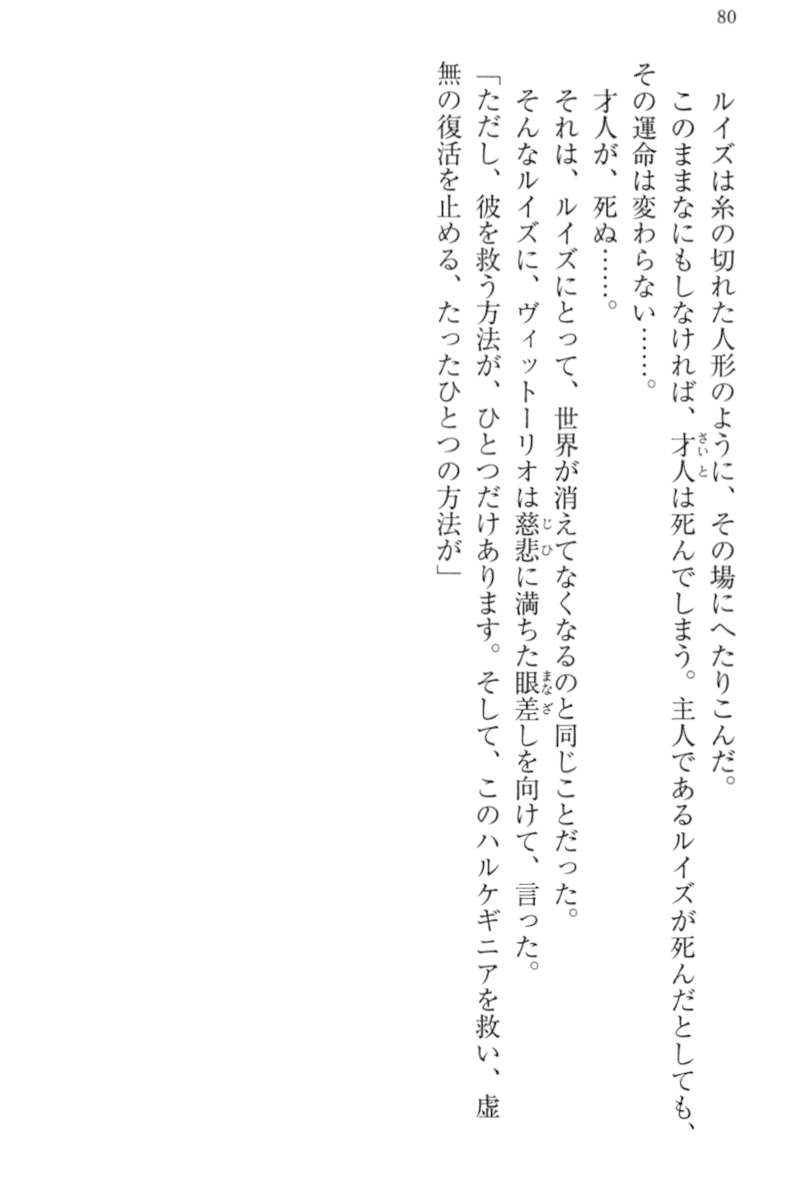 80
ルイズは糸の切れた人形のように、その場にへたりこんだ。
このままなにもしなければ、才人は死んでしまう。主人であるルイズが死んだとしても、
その運命は変わらない……。
才人が、死ぬ……。
それは、ルイズにとって、世界が消えてなくなるのと同じことだった。
そんなルイズに、ヴィットーリオは慈悲に満ちた眼差しを向けて、言った。
「ただし、彼を救う方法が、ひとつだけあります。そして、このハルケギニアを救い、虚
無の復活を止める、たったひとつの方法が」